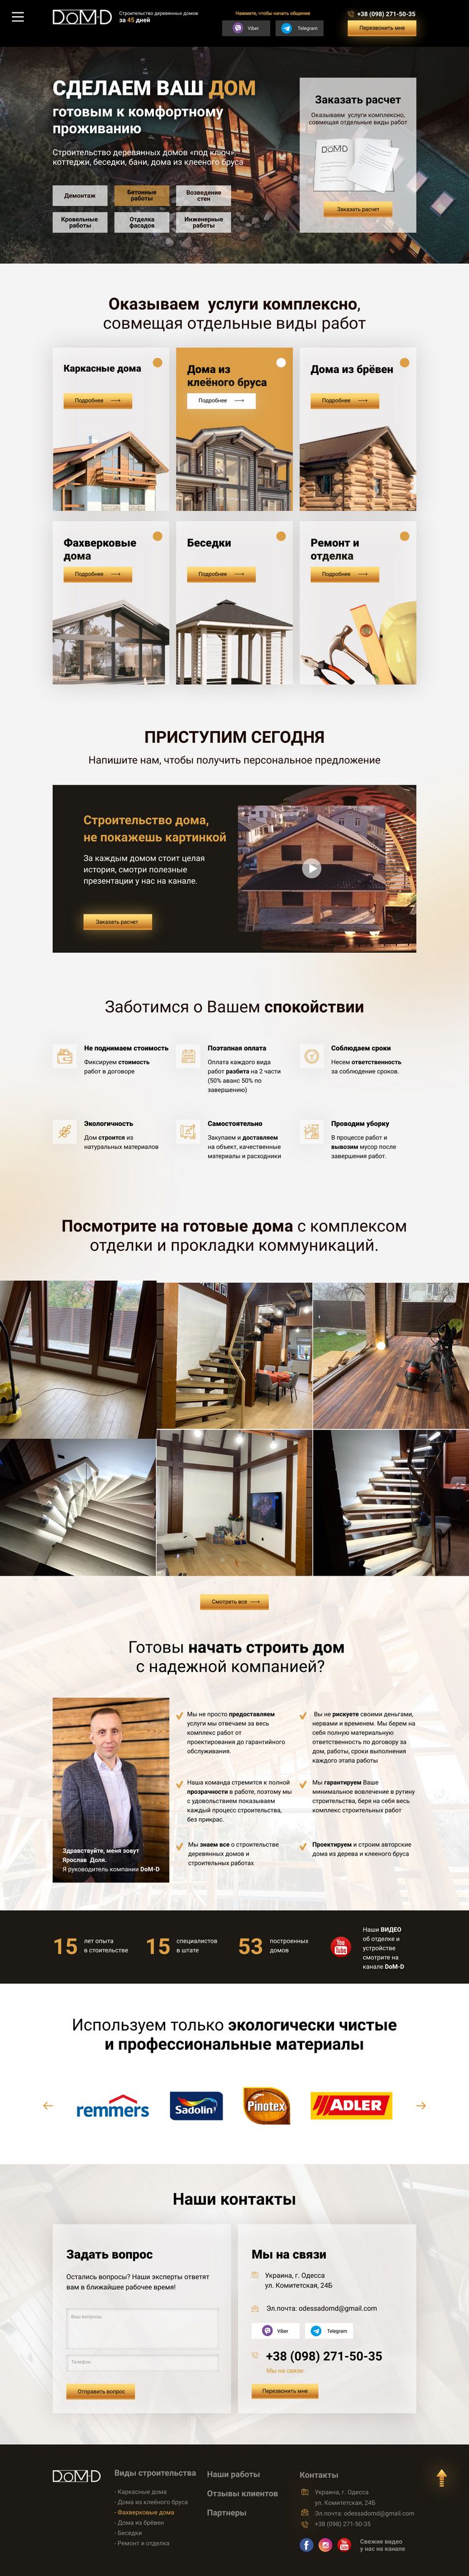 DOM-D
Строительство деревянных домов
за 45 дней
Нажмите, чтобы начать общение
Viber
Telegram
+38 (098) 271-50-35
Перезвонить мне
СДЕЛАЕМ ВАШ ДОМ
готовым к комфортному
проживанию
Строительство деревянных домов «под ключ»:
коттеджи, беседки, бани, дома из клееного бруса
Демонтаж
Бетонные
работы
Возведение
стен
Кровельные
работы
Отделка
фасадов
Инженерные
работы
Заказать расчет
Оказываем услуги комплексно,
совмещая отдельные виды работ
DOMD
Заказать расчет
Оказываем услуги комплексно,
совмещая отдельные виды работ
Каркасные дома
Подробнее
Дома из
клеёного бруса
Подробнее
Дома из брёвен
Подробнее
Фахверковые
дома
Подробнее
Беседки
Подробнее
Ремонт и
отделка
Подробнее
ПРИСТУПИМ СЕГОДНЯ
Напишите нам, чтобы получить персональное предложение
Строительство дома,
не покажешь картинкой
За каждым домом стоит целая
история, смотри полезные
презентации у нас на канале.
Заказать расчет
Заботимся о Вашем спокойствии
Не поднимаем стоимость
Фиксируем стоимость
работ в договоре
Поэтапная оплата
Оплата каждого вида
работ разбита на 2 части
(50% аванс 50% по
завершению)
Соблюдаем сроки
Несем ответственность
за соблюдение сроков.
Экологичность
Дом строится из
натуральных материалов
Самостоятельно
Закупаем и доставляем
на объект, качественные
материалы и расходники
Проводим уборку
В процессе работ и
вывозим мусор после
завершения работ.
Посмотрите на готовые дома с комплексом
отделки и прокладки коммуникаций.
Смотреть все
Готовы начать строить дом
с надежной компанией?
Здравствуйте, меня зовут
Ярослав Доля.
Я руководитель компании DoM-D
Мы не просто предоставляем
услуги мы отвечаем за весь
комплекс работ от
проектирования до гарантийного
обслуживания.
Вы не рискуете своими деньгами,
нервами и временем. Мы берем на
себя полную материальную
ответственность по договору за
дом, работы, сроки выполнения
каждого этапа работы
Наша команда стремится к полной
прозрачности в работе, поэтому мы
с удовольствием показываем
каждый процесс строительства,
без прикрас.
Мы гарантируем Ваше
минимальное вовлечение в рутину
строительства, беря на себя весь
комплекс строительных работ
Мы знаем все о строительстве
деревянных домов и
строительных работах
Проектируем и строим авторские
дома из дерева и клееного бруса
15 лет опыта
в стоительстве
15 специалистов
в штате
53 построенных
домов
You Tube
Наши ВИДЕО
об отделке и
устройстве
смотрите на
канале DoM-D
Используем только экологически чистые
и профессиональные материалы
remmers
Sadolin
Pinotex
ADLER
Наши контакты
Задать вопрос
Остались вопросы? Наши эксперты ответят
вам в ближайшее рабочее время!
Ваш вопросы
Телефон
Отправить вопрос
Мы на связи
Украина, г. Одесса
ул. Комитетская, 24Б
Эл.почта: odessadomd@gmail.com
Viber
Telegram
+38 (098) 271-50-35
Мы на связи
Перезвонить мне
DOM-D
Виды строительства
- Каркасные дома
- Дома из клеёного бруса
- Фахверковые дома
- Дома из брёвен
- Беседки
- Ремонт и отделка
Наши работы
Отзывы клиентов
Партнеры
Контакты
Украина, г. Одесса
ул. Комитетская, 24Б
Эл.почта: odessadomd@gmail.com
+38 (098) 271-50-35
You Tube
Свежие видео
у нас на канале